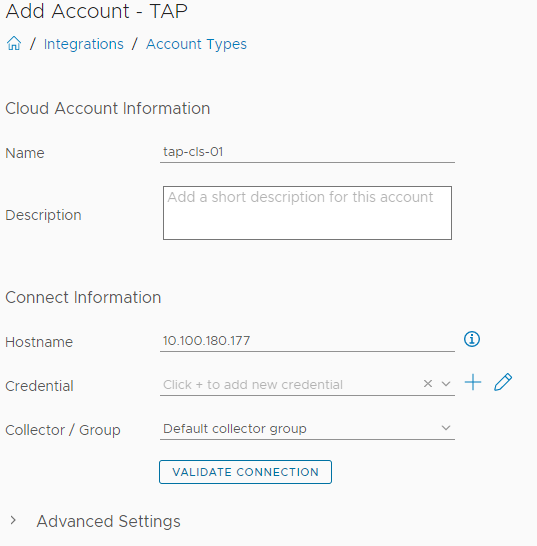 Add Account - TAP
/ Integrations / Account Types
Cloud Account Information
Name tap-cls-01
Description Add a short description for this account
Connect Information
Hostname 10.100.180.177
Credential Click + to add new credential
Collector / Group Default collector group
VALIDATE CONNECTION
Advanced Settings